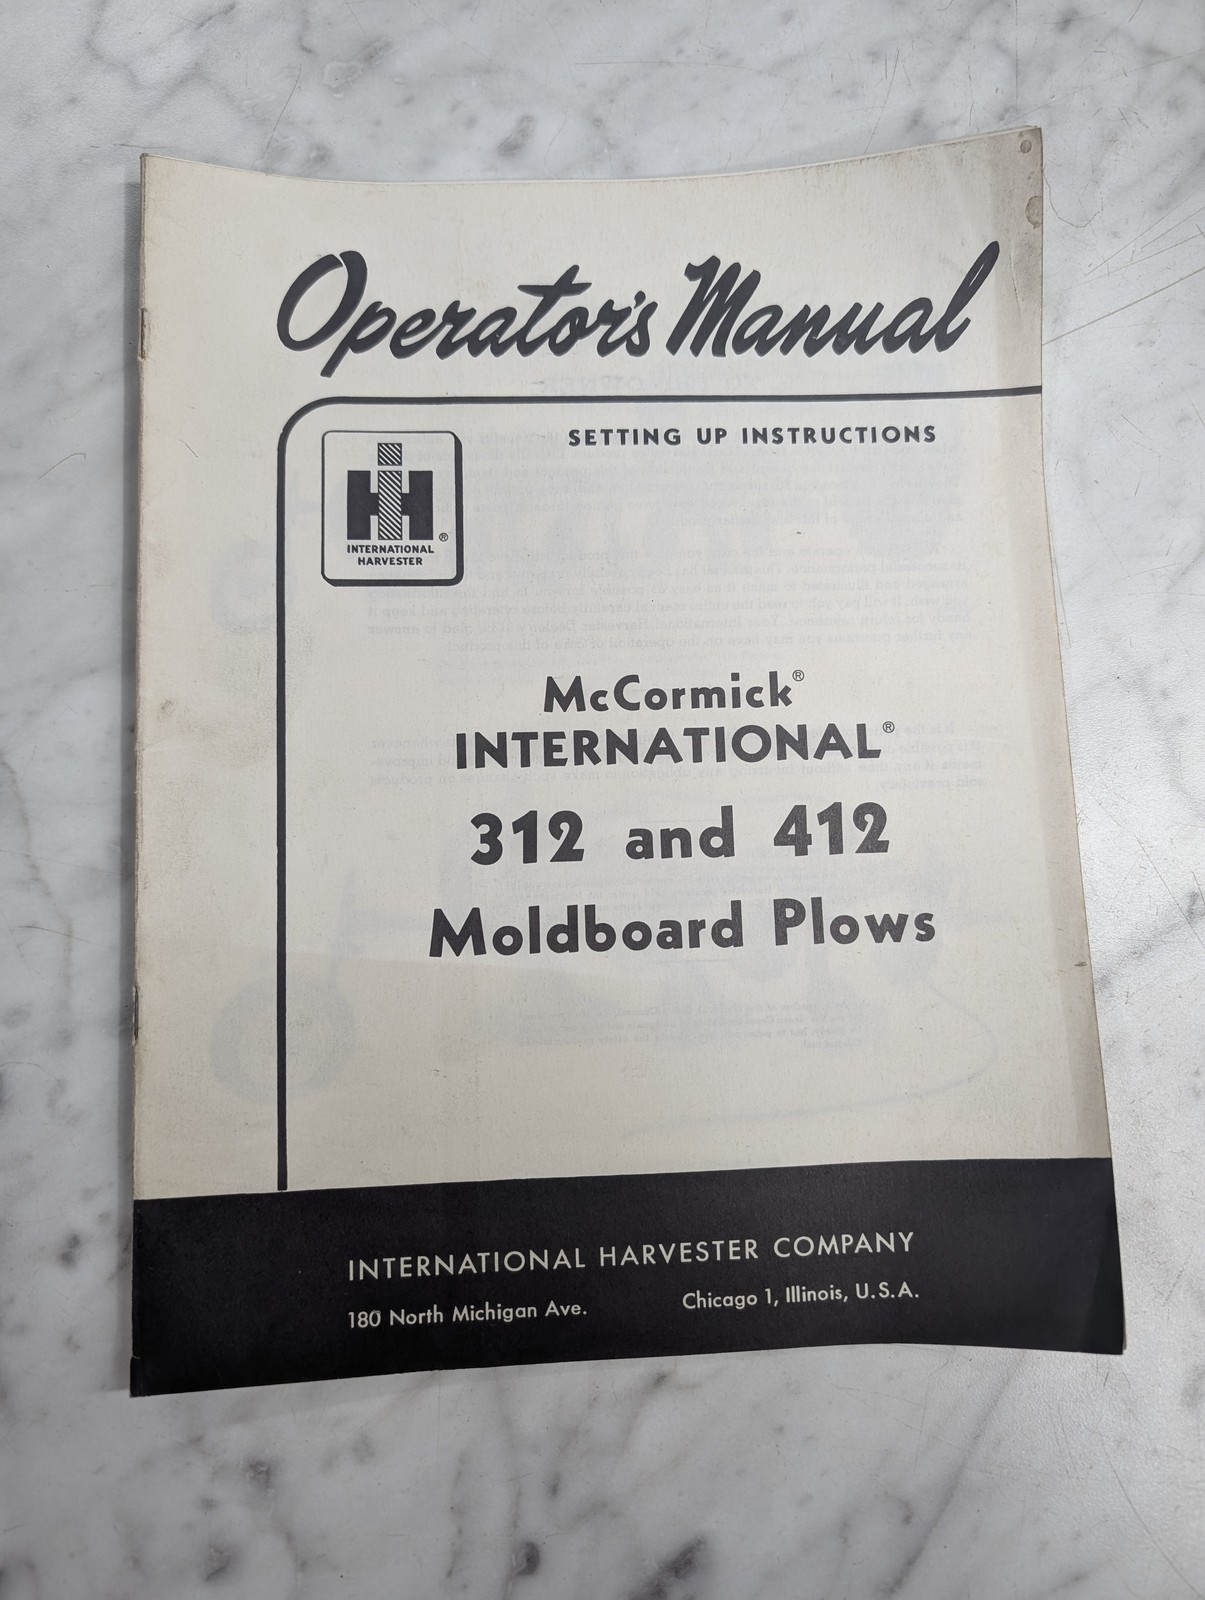 Operator's Manual
SETTING UP INSTRUCTIONS
IH ®
INTERNATIONAL
HARVESTER
McCormick®
INTERNATIONAL®
312 and 412
Moldboard Plows
INTERNATIONAL HARVESTER COMPANY
180 North Michigan Ave. Chicago 1, Illinois, U.S.A.